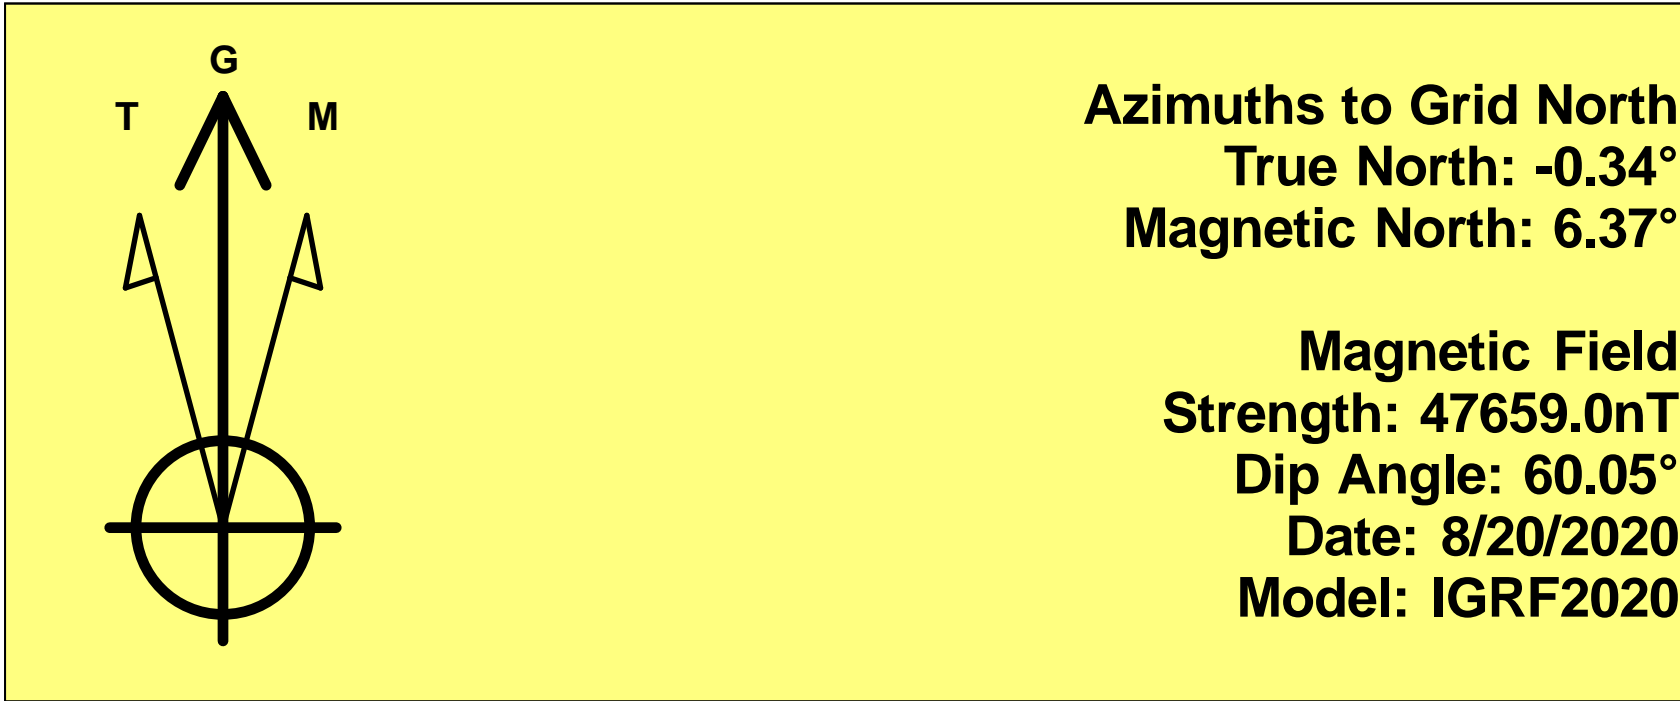 G
T
M
Azimuths to Grid North
True North: -0.34°
Magnetic North: 6.37°
Magnetic Field
Strength: 47659.0nT
Dip Angle: 60.05°
Date: 8/20/2020
Model: IGRF2020